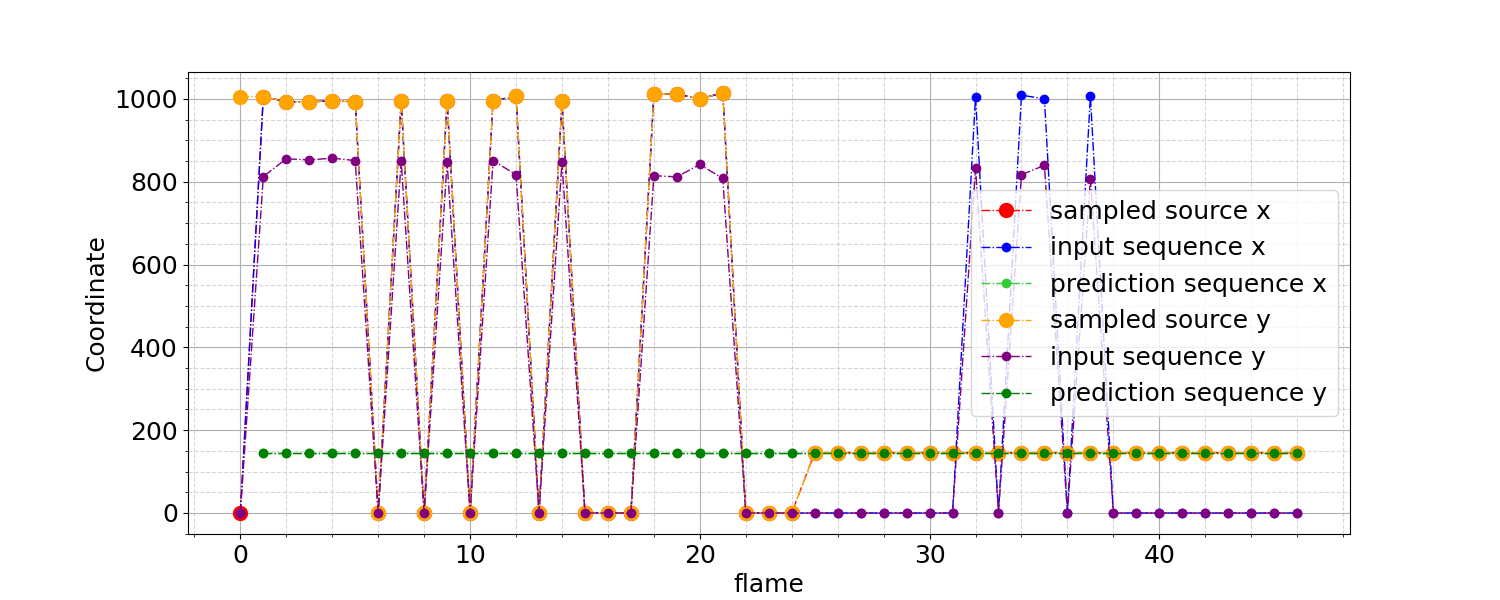 1000
800
600
400
200
0
Coordinate
sampled source x
input sequence x
prediction sequence x
sampled source y
input sequence y
prediction sequence y
0 10 20 30 40
flame